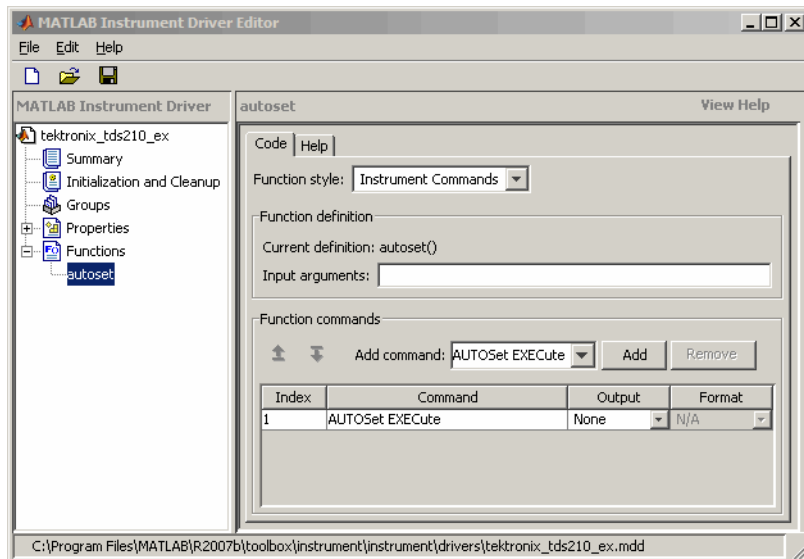 MATLAB Instrument Driver Editor
File Edit Help
MATLAB Instrument Driver
autoset
View Help
tektronix_tds210_ex
Summary
Initialization and Cleanup
Groups
Properties
Functions
autoset
Code Help
Function style: Instrument Commands
Function definition
Current definition: autoset()
Input arguments:
Function commands
Add command: AUTOSet EXECute Add Remove
Index Command Output Format
1 AUTOSet EXECute None N/A
C:\Program Files\MATLAB\R2007b\toolbox\instrument\instrument\drivers\tektronix_tds210_ex.mdd